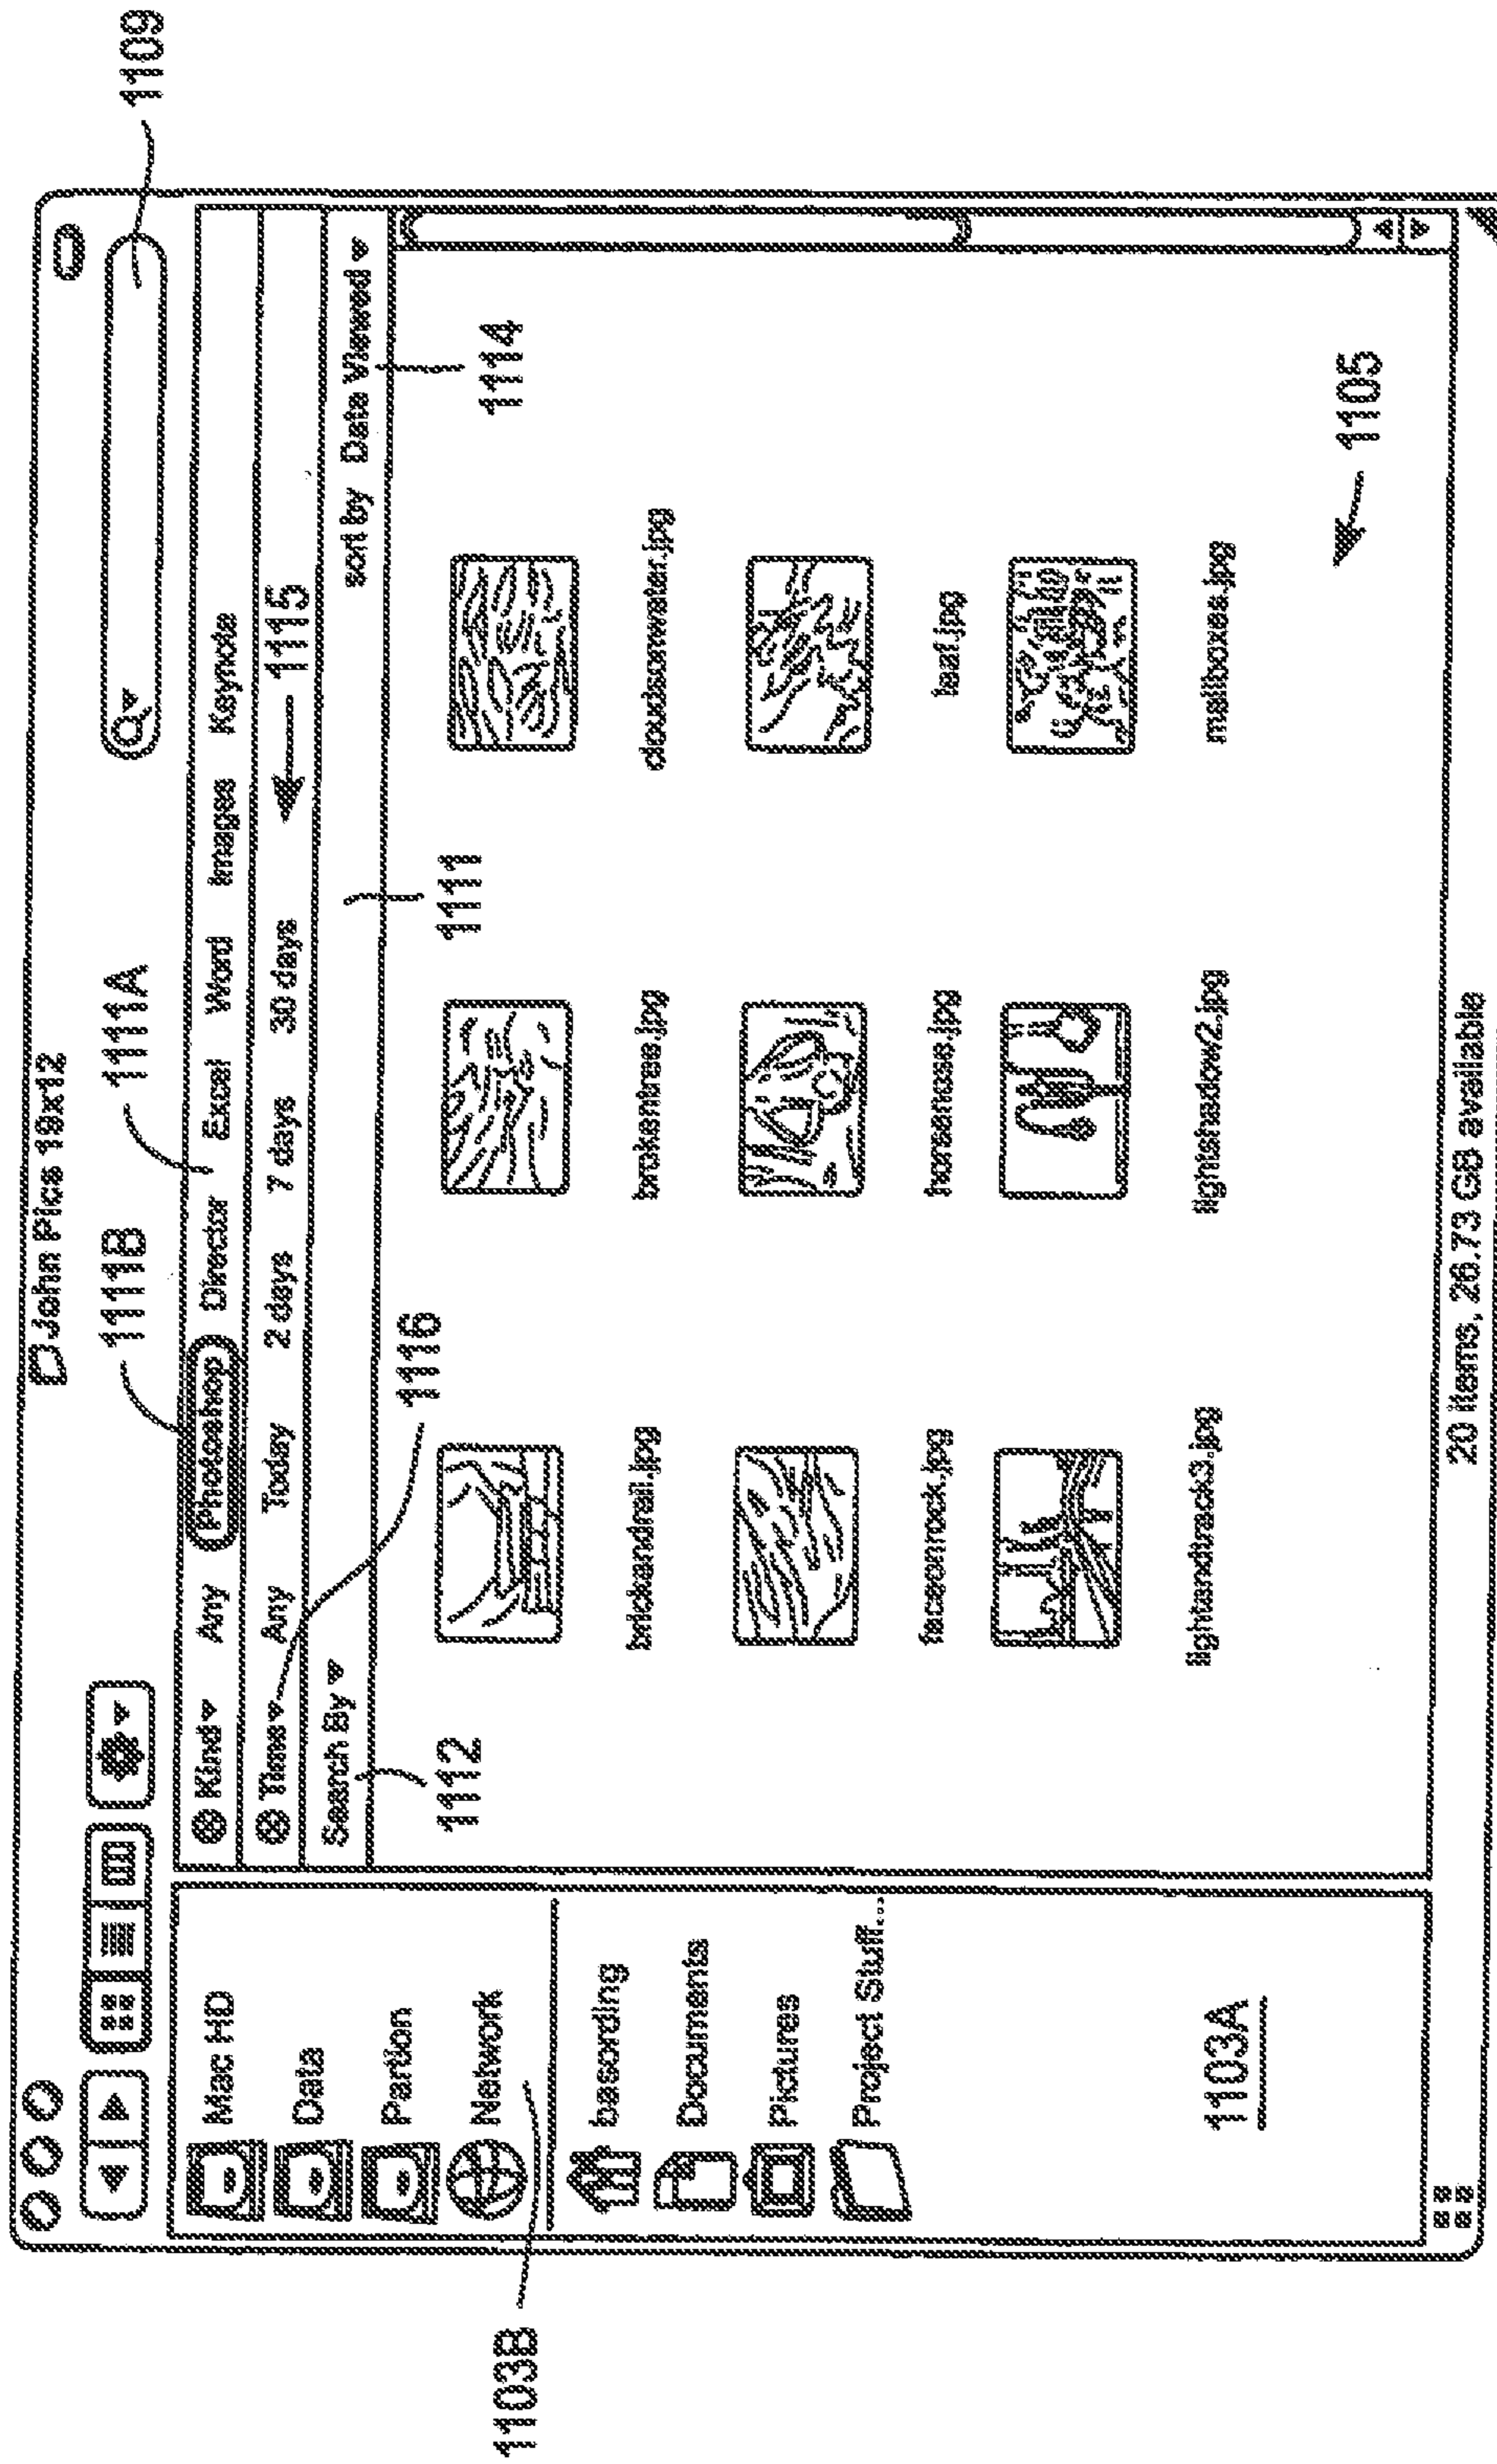 John Pics 19x12
1111B
1111A
1109
Kind Any Photoshop Director Excel Word Images Keynote
Time Any Today 2 days 7 days 30 days
1115
Search By
sort by Date Viewed
1112
1116
1111
1114
Mac HD
Data
Partion
Network
1103B
basording
Documents
Pictures
Project Stuff...
1103A
brickandrail.jpg brokentree.jpg cloudsonwater.jpg
faceonrock.jpg horsenose.jpg leaf.jpg
lightandtrack3.jpg lightshadow2.jpg mailboxes.jpg
1105
20 items, 26.73 GB available